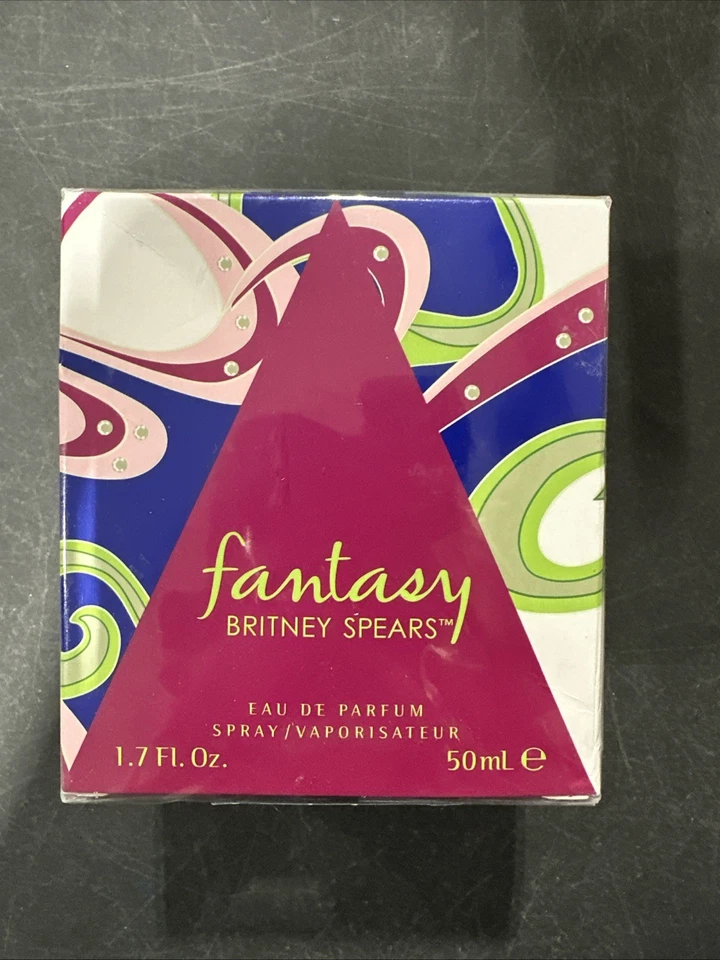 fantasy
BRITNEY SPEARS™
EAU DE PARFUM
SPRAY/VAPORISATEUR
1.7 Fl. Oz. 50mL ℮